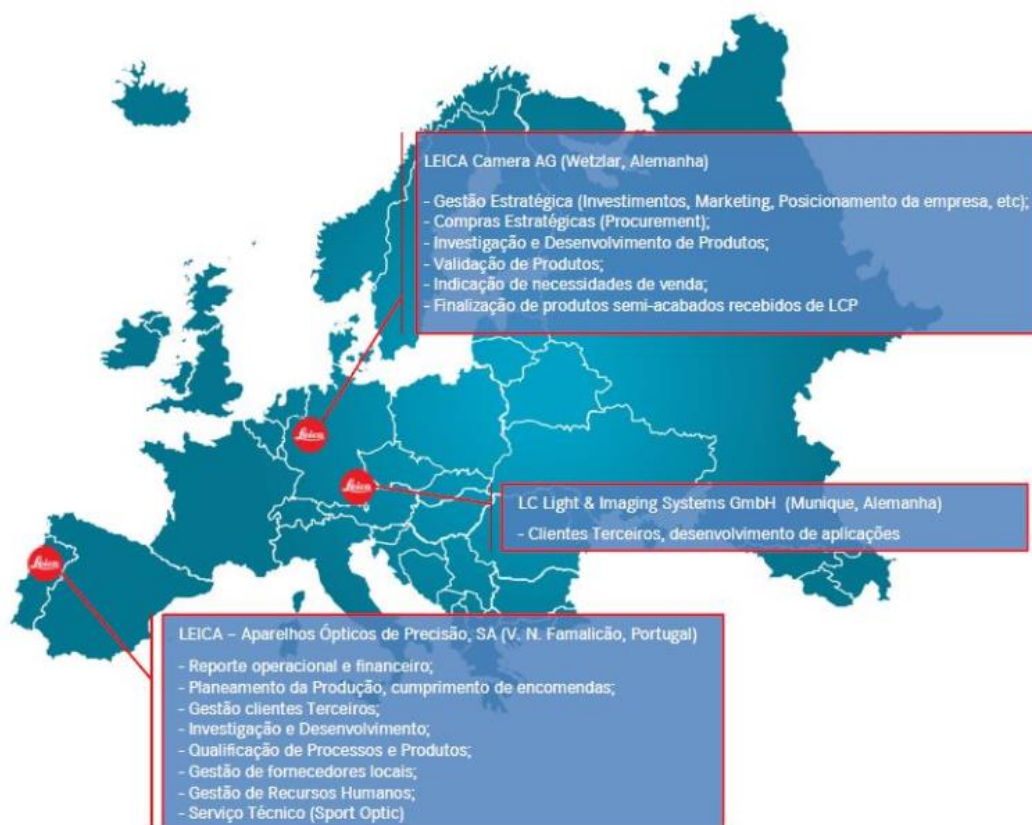 LEICA Camera AG (Wetzlar, Alemanha)
- Gestão Estratégica (Investimentos, Marketing, Posicionamento da empresa, etc);
- Compras Estratégicas (Procurement);
- Investigação e Desenvolvimento de Produtos;
- Validação de Produtos;
- Indicação de necessidades de venda;
- Finalização de produtos semi-acabados recebidos de LCP
Leica
Leica
LC Light & Imaging Systems GmbH (Munique, Alemanha)
- Clientes Terceiros, desenvolvimento de aplicações
Leica
LEICA – Aparelhos Ópticos de Precisão, SA (V. N. Famalicão, Portugal)
- Reporte operacional e financeiro;
- Planeamento da Produção, cumprimento de encomendas;
- Gestão clientes Terceiros;
- Investigação e Desenvolvimento;
- Qualificação de Processos e Produtos;
- Gestão de fornecedores locais;
- Gestão de Recursos Humanos;
- Serviço Técnico (Sport Optic)